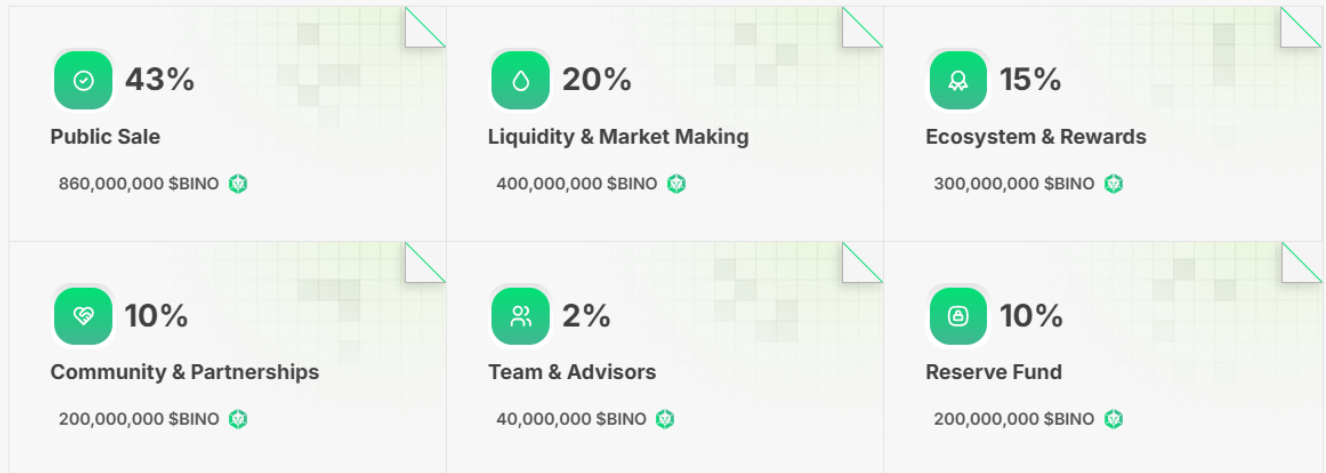 43%
Public Sale
860,000,000 $BINO
20%
Liquidity & Market Making
400,000,000 $BINO
15%
Ecosystem & Rewards
300,000,000 $BINO
10%
Community & Partnerships
200,000,000 $BINO
2%
Team & Advisors
40,000,000 $BINO
10%
Reserve Fund
200,000,000 $BINO